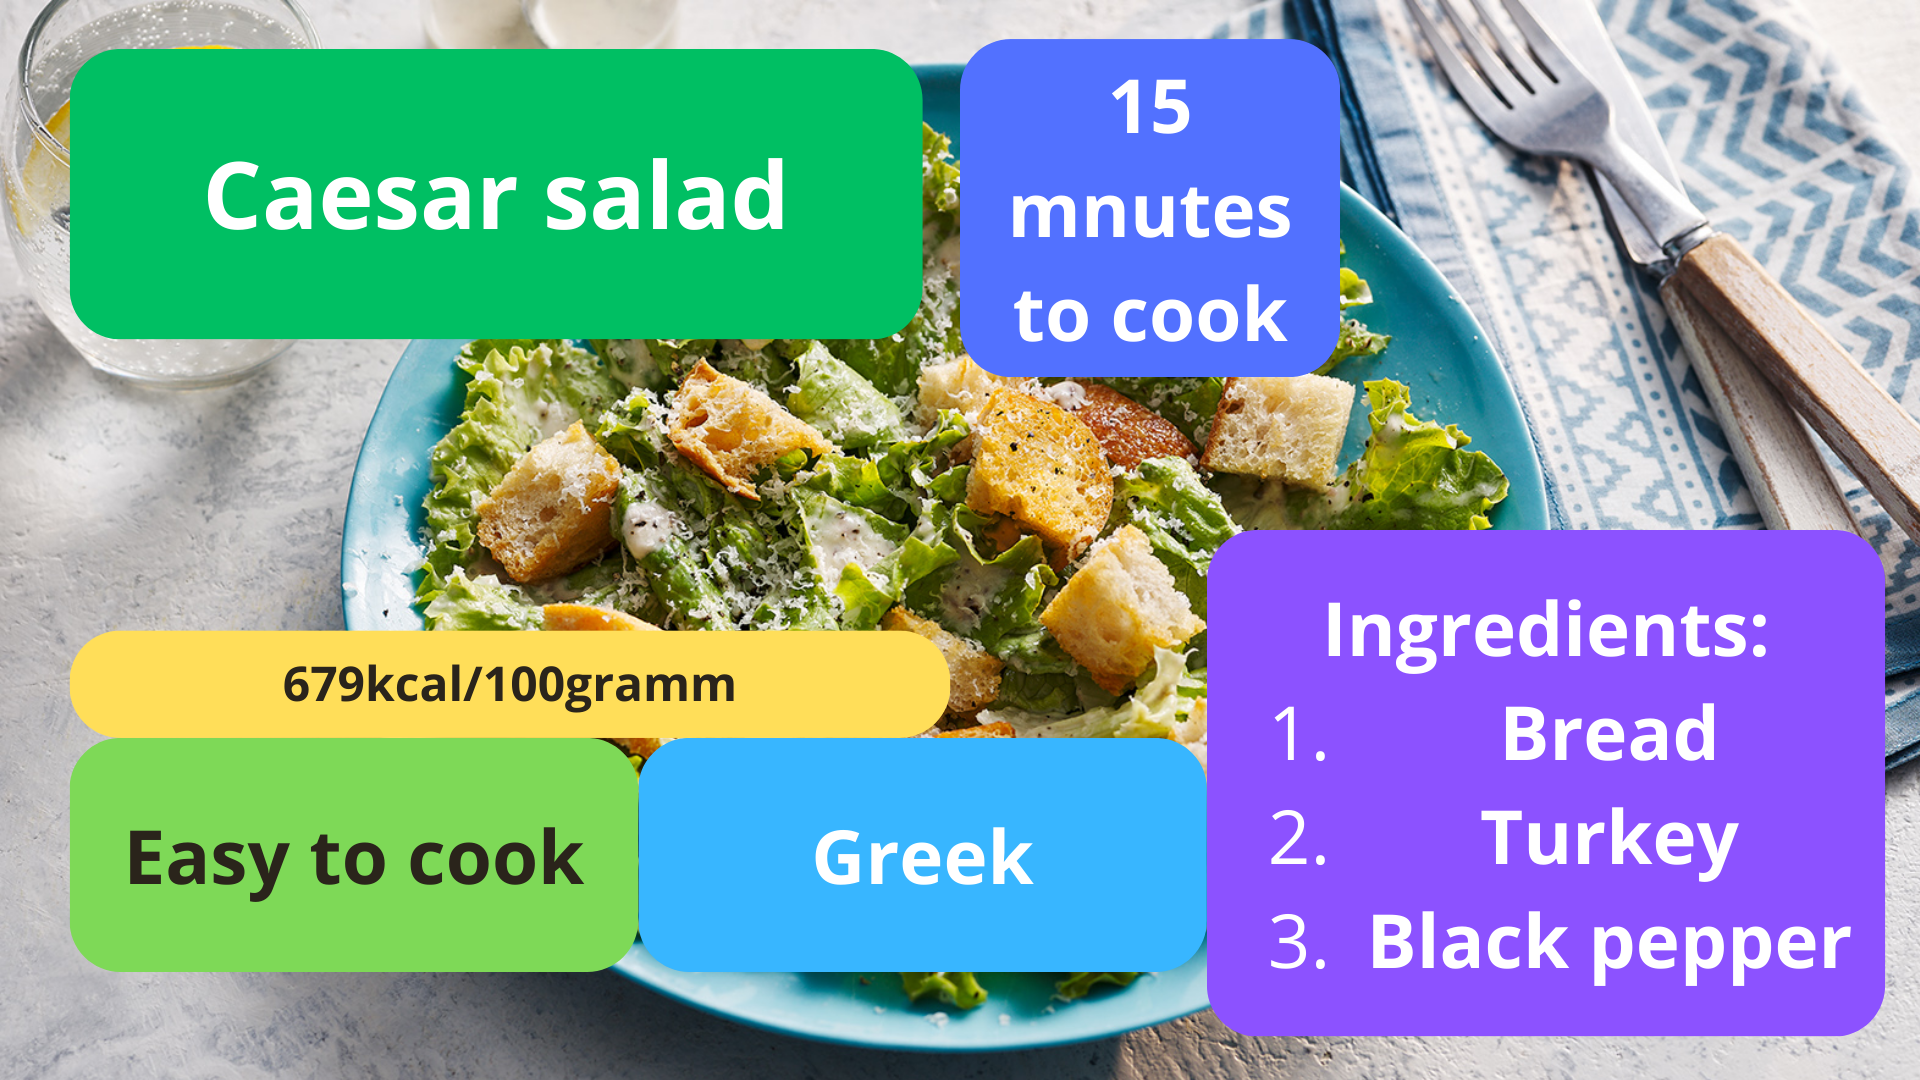 Caesar salad
15
mnutes
to cook
679kcal/100gramm
Easy to cook
Greek
Ingredients:
1. Bread
2. Turkey
3. Black pepper